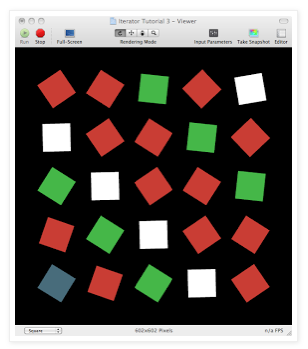 Iterator Tutorial 3 - Viewer
Run Stop Full-Screen Rendering Mode Input Parameters Take Snapshot Editor
Square 602x602 Pixels n/a FPS